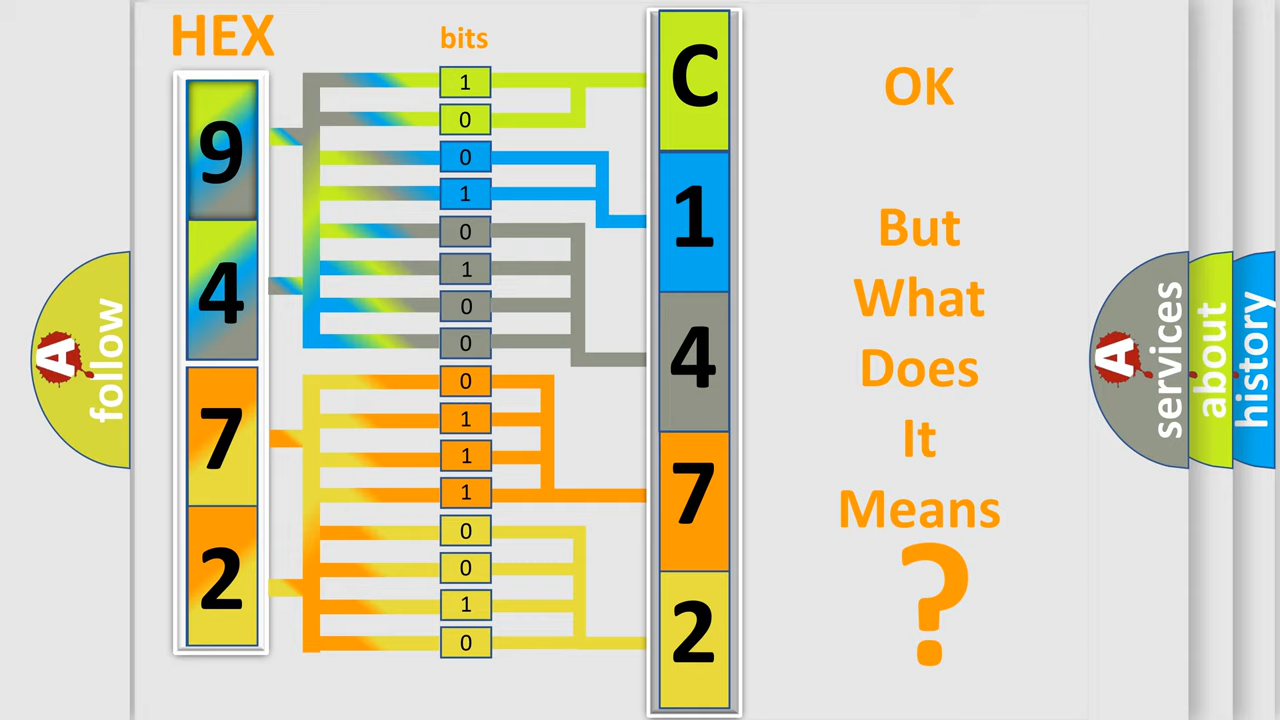 HEX
bits
9
4
7
2
1
0
0
1
0
1
0
0
0
1
1
1
0
0
1
0
C
1
4
7
2
OK
But
What
Does
It
Means
?
A
follow
A
services
about
history